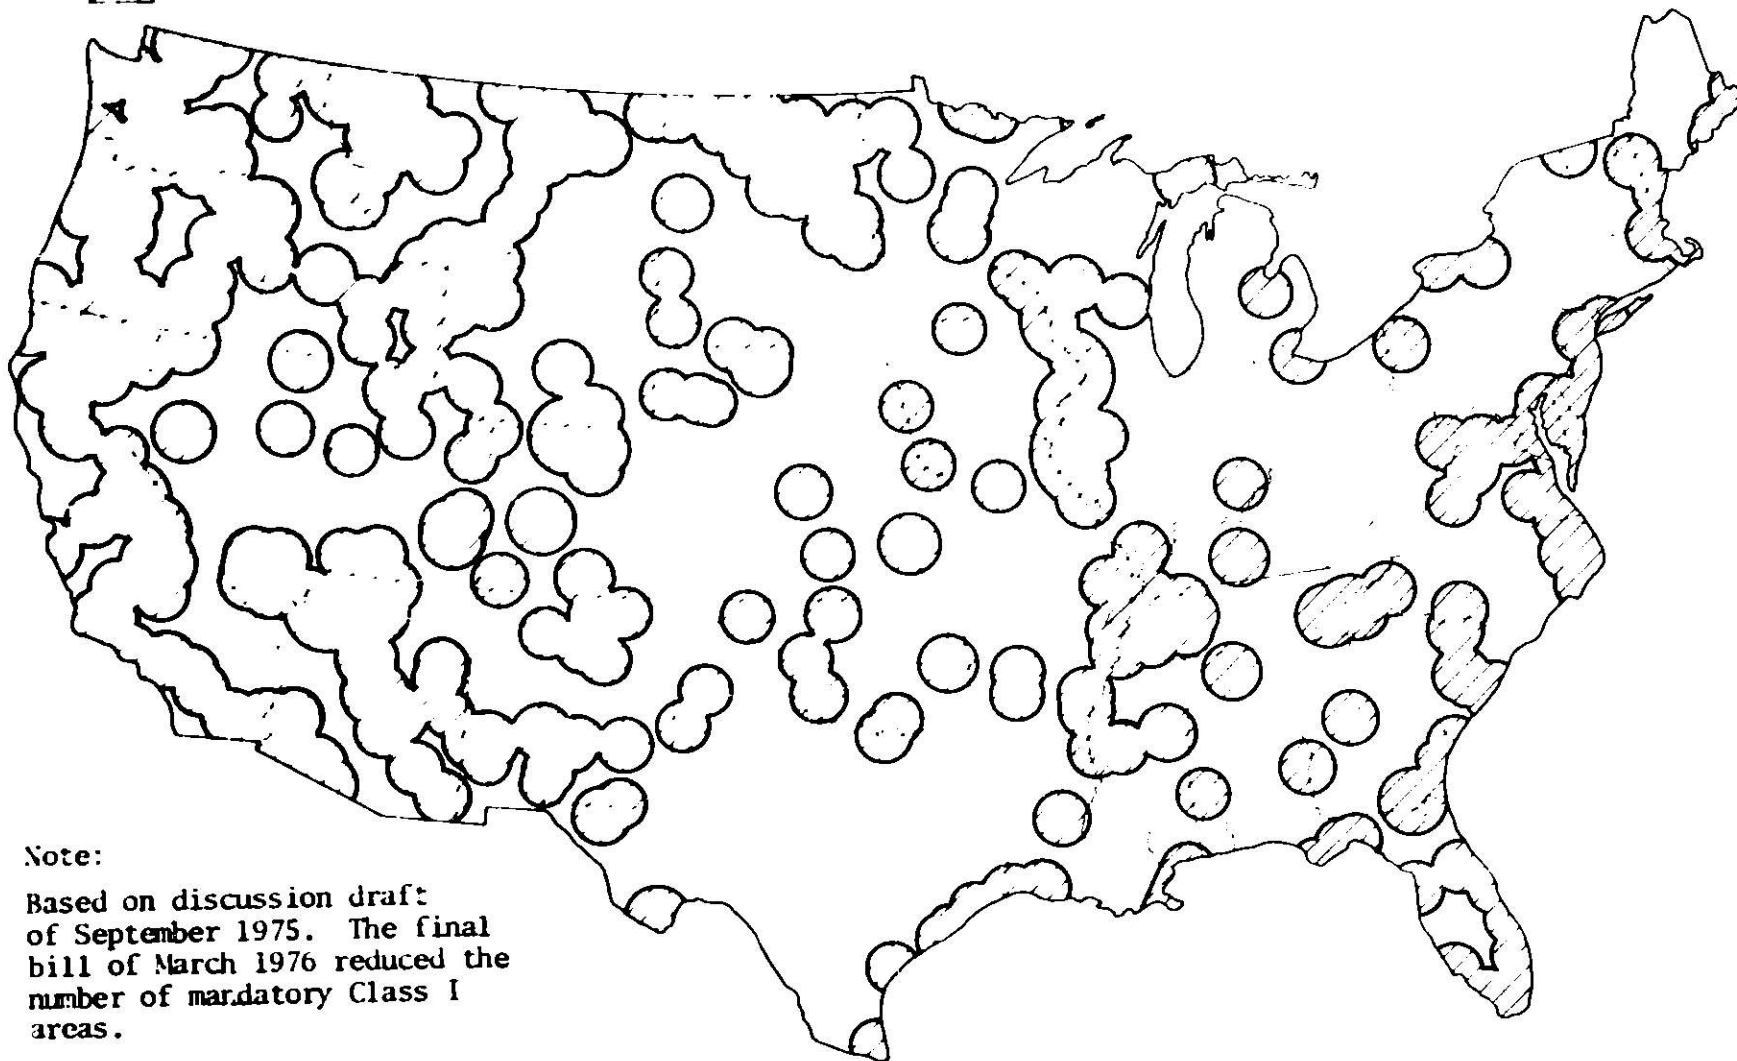 Note:
Based on discussion draft
of September 1975. The final
bill of March 1976 reduced the
number of mandatory Class I
areas.